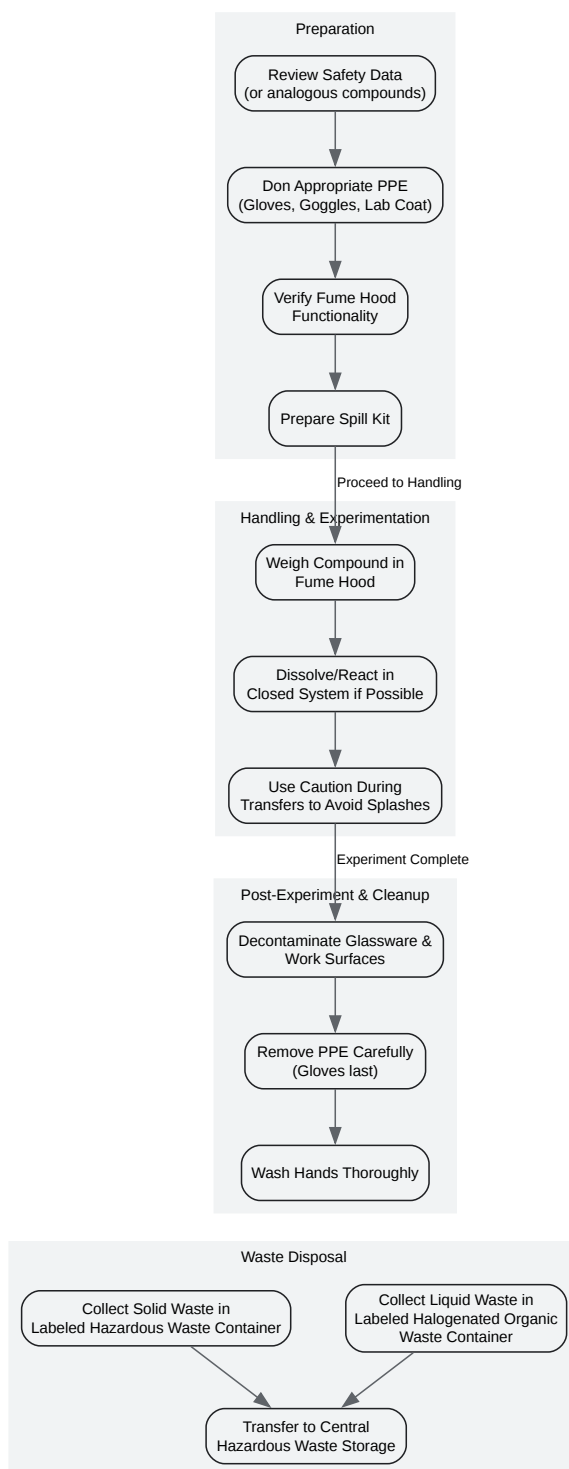 Preparation
Review Safety Data
(or analogous compounds)
Don Appropriate PPE
(Gloves, Goggles, Lab Coat)
Verify Fume Hood
Functionality
Prepare Spill Kit
Proceed to Handling
Handling & Experimentation
Weigh Compound in
Fume Hood
Dissolve/React in
Closed System if Possible
Use Caution During
Transfers to Avoid Splashes
Experiment Complete
Post-Experiment & Cleanup
Decontaminate Glassware &
Work Surfaces
Remove PPE Carefully
(Gloves last)
Wash Hands Thoroughly
Waste Disposal
Collect Solid Waste in
Labeled Hazardous Waste Container
Collect Liquid Waste in
Labeled Halogenated Organic
Waste Container
Transfer to Central
Hazardous Waste Storage